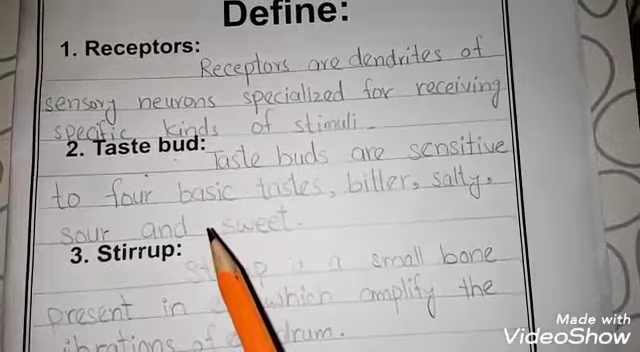 Define:
1. Receptors:
Receptors are dendrites of
sensory neurons specialized for receiving
specific kinds of stimuli.
2. Taste bud:
Taste buds are sensitive
to four basic tastes, biller, salty,
sour and sweet.
3. Stirrup:
is a small bone
present in which amplify the
of drum.
Made with
VideoShow